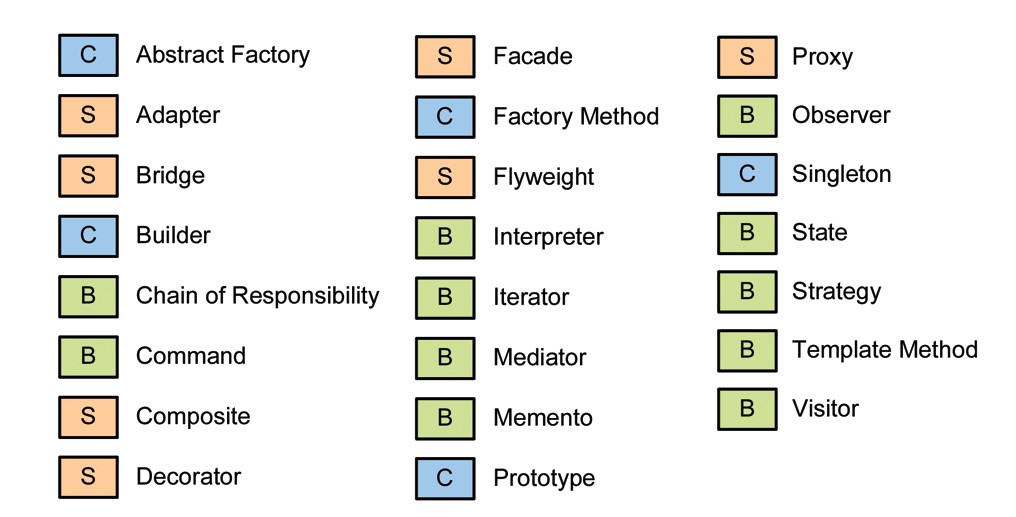 C Abstract Factory
S Adapter
S Bridge
C Builder
B Chain of Responsibility
B Command
S Composite
S Decorator
S Facade
C Factory Method
S Flyweight
B Interpreter
B Iterator
B Mediator
B Memento
C Prototype
S Proxy
B Observer
C Singleton
B State
B Strategy
B Template Method
B Visitor